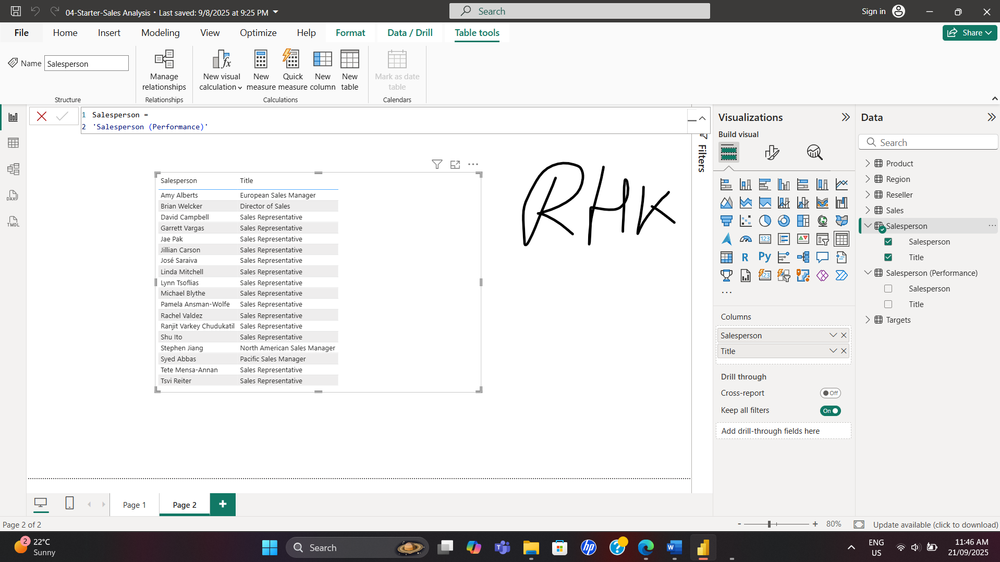 04-Starter-Sales Analysis • Last saved: 9/8/2025 at 9:25 PM
Search
Sign in
File Home Insert Modeling View Optimize Help Format Data / Drill Table tools
Share
Name Salesperson
Manage relationships
New visual calculation
New measure
Quick measure
New column
New table
Mark as date table
Structure Relationships Calculations Calendars
1 Salesperson =
2 'Salesperson (Performance)'
Filters
Salesperson Title
Amy Alberts European Sales Manager
Brian Welcker Director of Sales
David Campbell Sales Representative
Garrett Vargas Sales Representative
Jae Pak Sales Representative
Jillian Carson Sales Representative
José Saraiva Sales Representative
Linda Mitchell Sales Representative
Lynn Tsoflias Sales Representative
Michael Blythe Sales Representative
Pamela Ansman-Wolfe Sales Representative
Rachel Valdez Sales Representative
Ranjit Varkey Chudukatil Sales Representative
Shu Ito Sales Representative
Stephen Jiang North American Sales Manager
Syed Abbas Pacific Sales Manager
Tete Mensa-Annan Sales Representative
Tsvi Reiter Sales Representative
RHK
Visualizations
Build visual
123
R Py
123
Columns
Salesperson
Title
Drill through
Cross-report Off
Keep all filters On
Add drill-through fields here
Data
Search
Product
Region
Reseller
Sales
Salesperson
Salesperson
Title
Salesperson (Performance)
Salesperson
Title
Targets
DAX
TMDL
Page 1 Page 2 +
Page 2 of 2
- + 80%
Update available (click to download)
2
22°C
Sunny
Search
hp
W
ENG
US
11:46 AM
21/09/2025